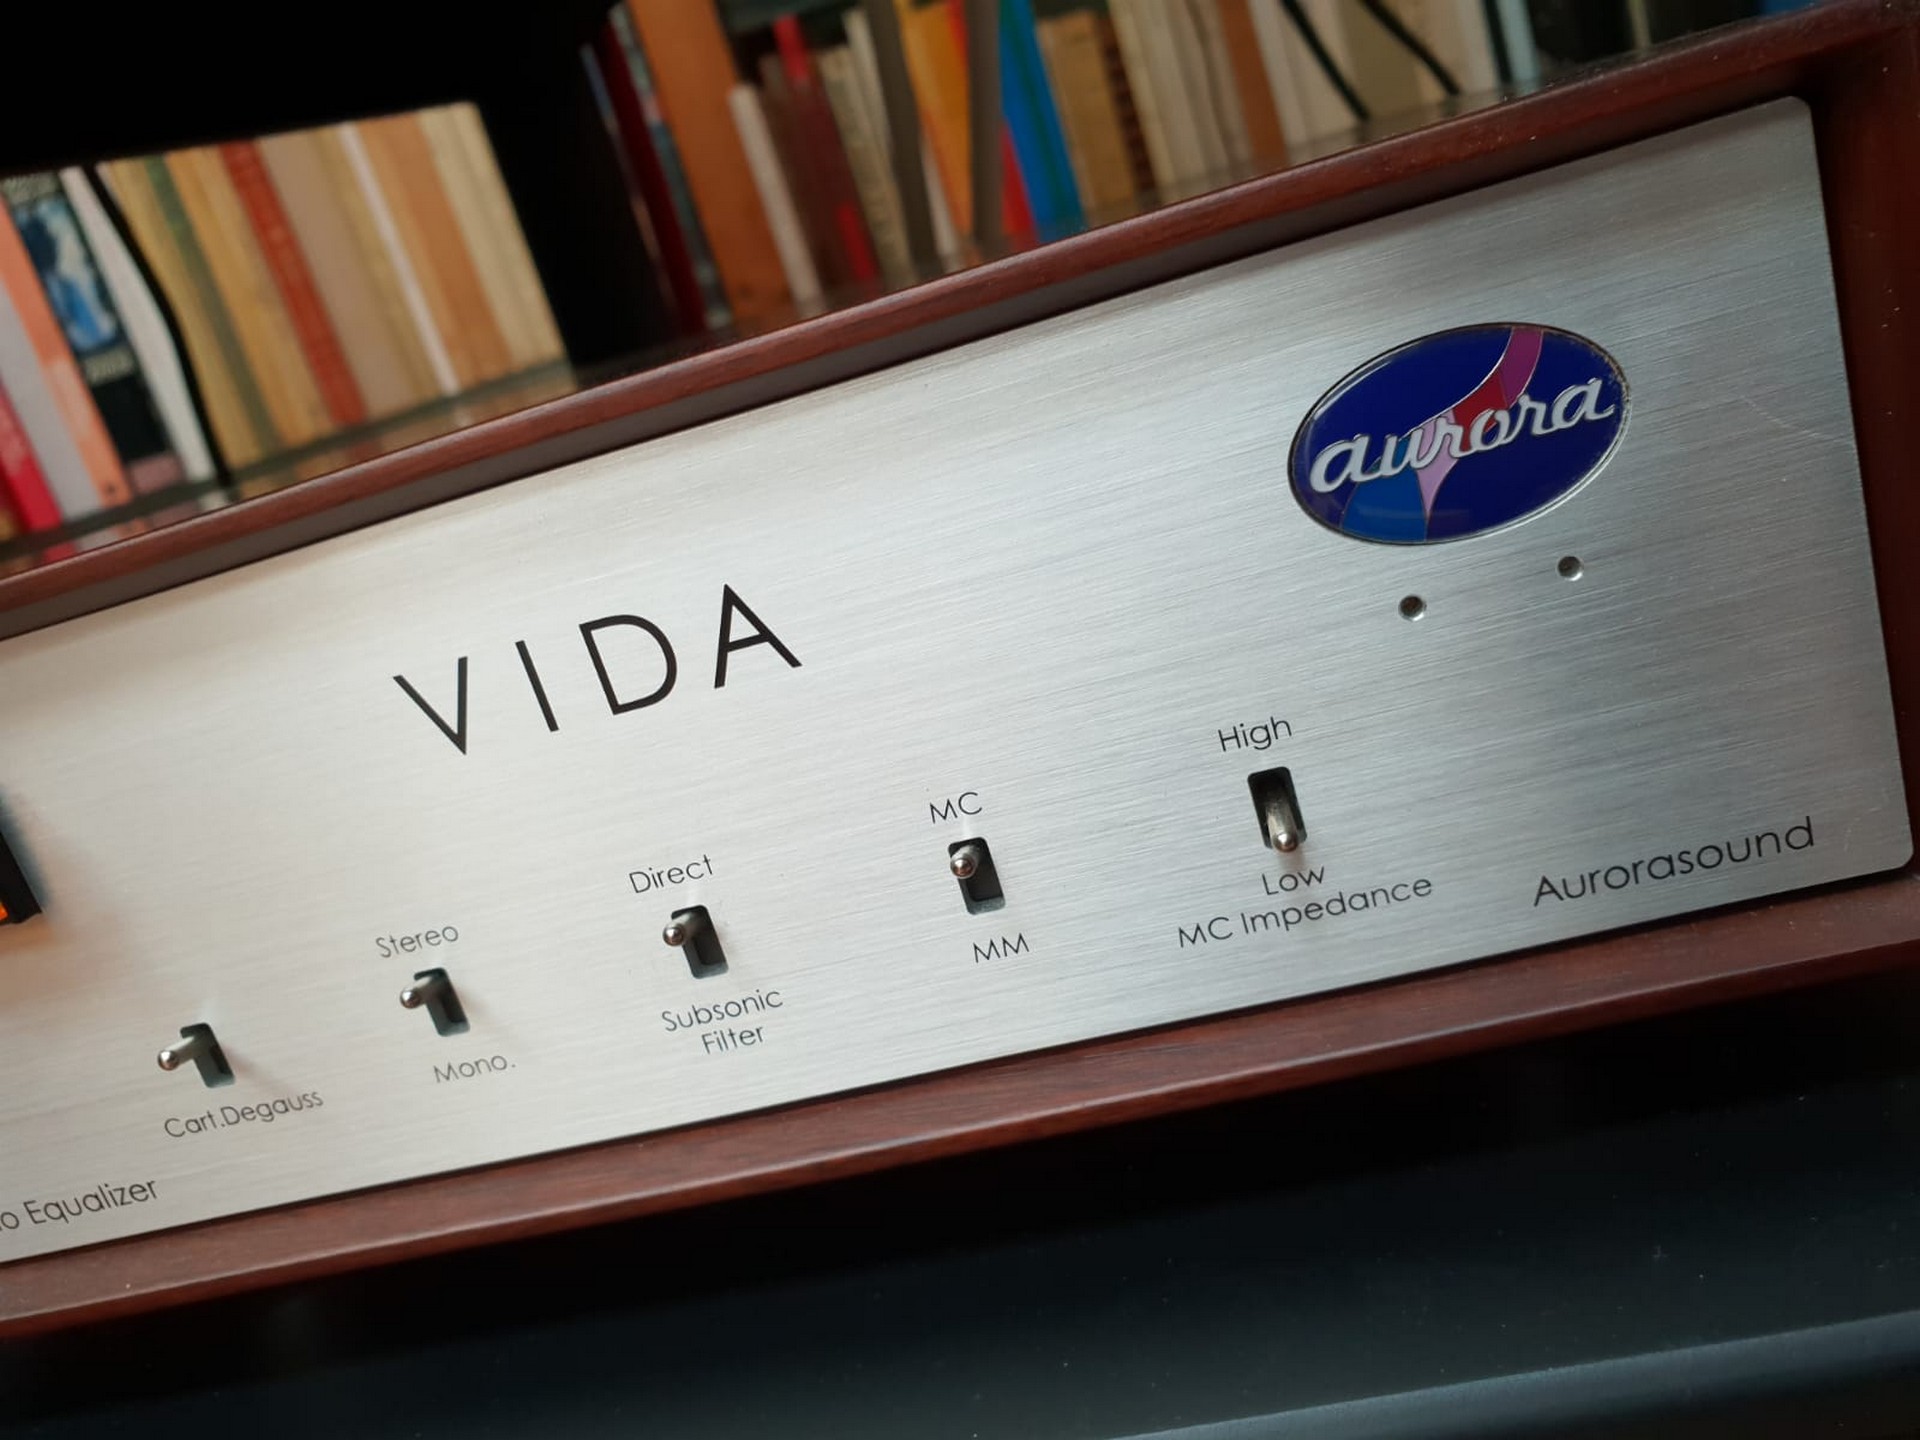 aurora
VIDA
High
MC
Direct
Stereo
Low
MC Impedance
MM
Subsonic
Filter
Mono.
Cart.Degauss
Aurorasound
Equalizer